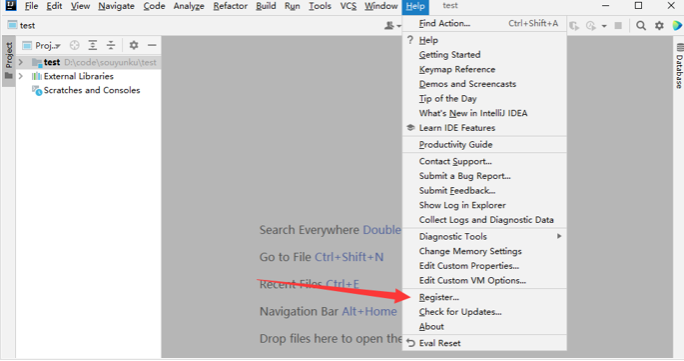 Navigate Code Analyze Refactor Build Run Tools VCS Window Help test
test
Project
Proj..
Database
test D:\code\souyunku\test
External Libraries
Scratches and Consoles
Find Action... Ctrl+Shift+A
Help
Getting Started
Keymap Reference
Demos and Screencasts
Tip of the Day
What's New in IntelliJ IDEA
Learn IDE Features
Productivity Guide
Contact Support...
Submit a Bug Report...
Submit Feedback...
Show Log in Explorer
Collect Logs and Diagnostic Data
Diagnostic Tools
Change Memory Settings
Edit Custom Properties...
Edit Custom VM Options...
Register...
Check for Updates...
About
Eval Reset
Search Everywhere Double
Go to File Ctrl+Shift+N
Recent Files Ctrl+E
Navigation Bar Alt+Home
Drop files here to open the